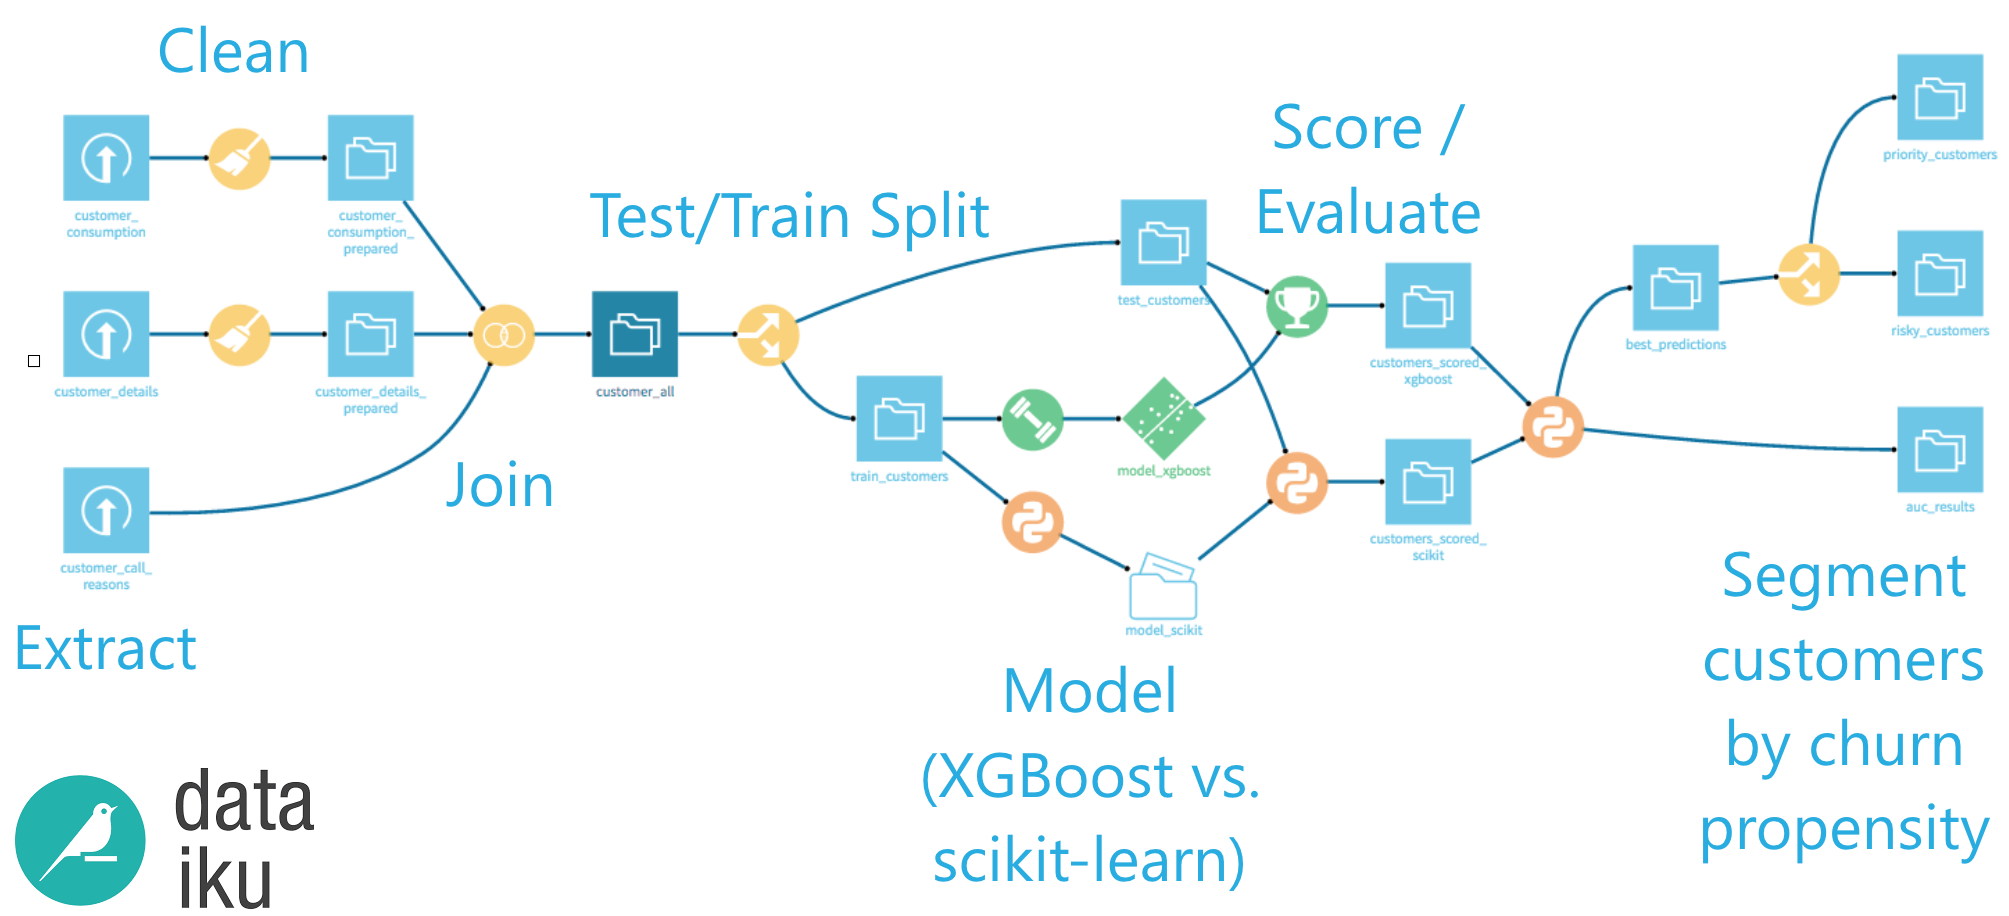 Clean
customer_
consumption
customer_
consumption_
prepared
customer_details
customer_details_
prepared
customer_call_
reasons
Extract
Join
customer_all
Test/Train Split
test_customers
train_customers
model_xgboost
model_scikit
Model
(XGBoost vs.
scikit-learn)
Score /
Evaluate
customers_scored_
xgboost
customers_scored_
scikit
best_predictions
priority_customers
risky_customers
auc_results
Segment
customers
by churn
propensity
data
iku